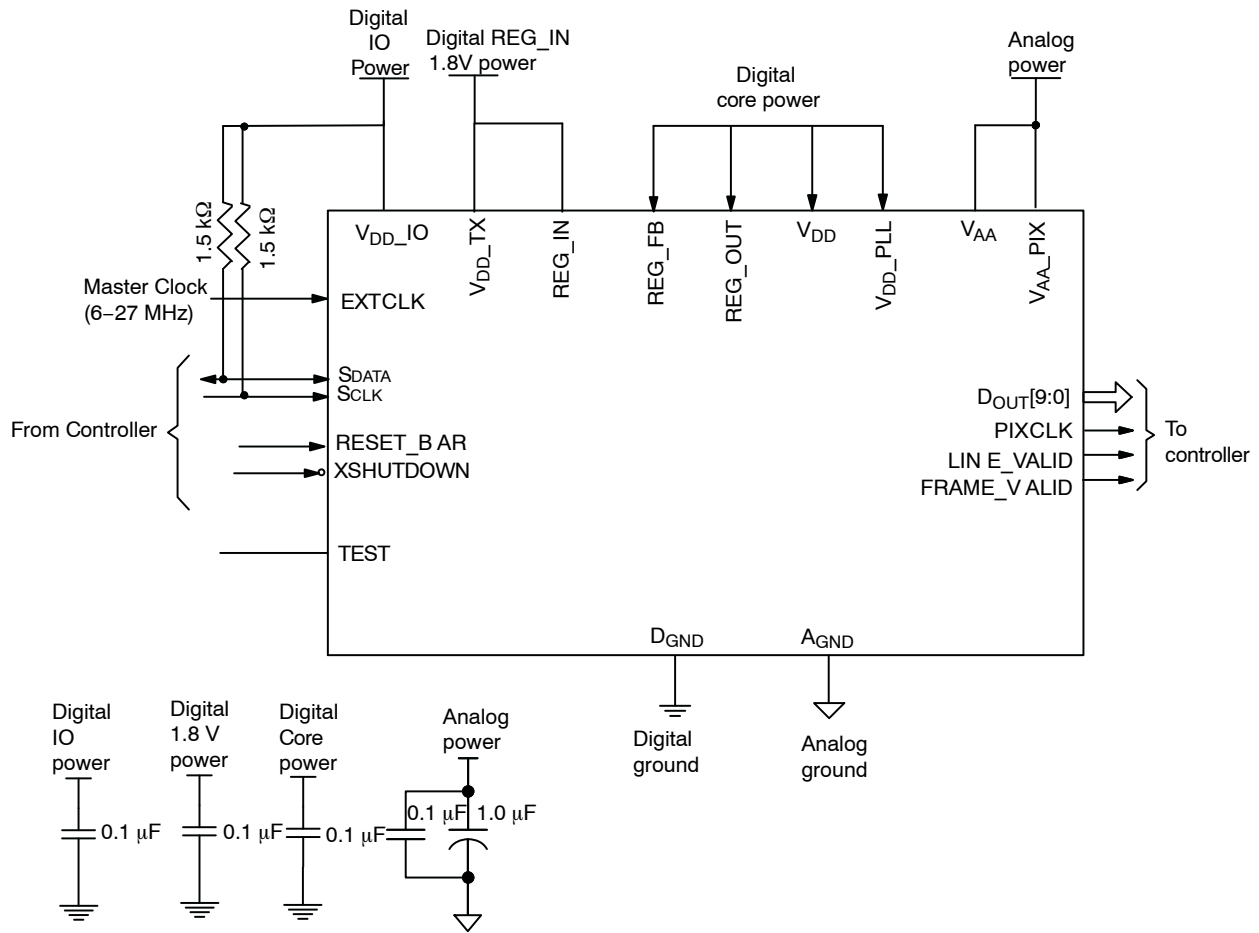 Digital
IO
Power
Digital REG_IN
1.8V power
Digital
core power
Analog
power
1.5 kΩ
1.5 kΩ
VDD_IO
VDD_TX
REG_IN
REG_FB
REG_OUT
VDD
VDD_PLL
VAA
VAA_PIX
Master Clock
(6−27 MHz)
EXTCLK
From Controller
SDATA
SCLK
RESET_B AR
XSHUTDOWN
TEST
DOUT[9:0]
PIXCLK
LIN E_VALID
FRAME_V ALID
To
controller
DGND
AGND
Digital
ground
Analog
ground
Digital
IO
power
Digital
1.8 V
power
Digital
Core
power
Analog
power
0.1 μF
0.1 μF
0.1 μF
0.1 μF
1.0 μF